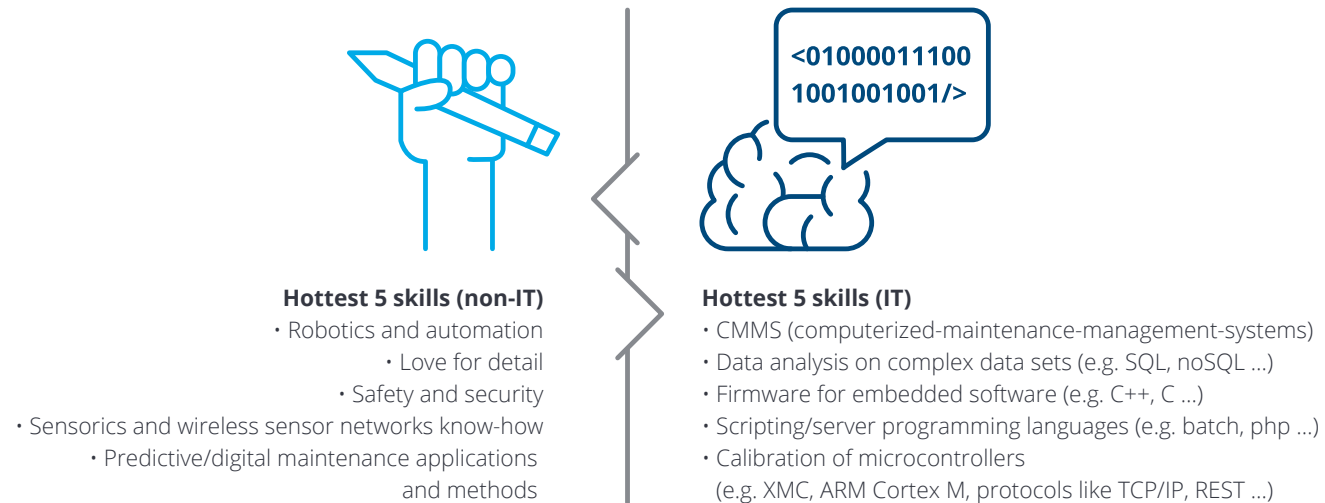 <01000011100
1001001001/>
Hottest 5 skills (non-IT)
• Robotics and automation
• Love for detail
• Safety and security
• Sensorics and wireless sensor networks know-how
• Predictive/digital maintenance applications
and methods
Hottest 5 skills (IT)
• CMMS (computerized-maintenance-management-systems)
• Data analysis on complex data sets (e.g. SQL, noSQL ...)
• Firmware for embedded software (e.g. C++, C ...)
• Scripting/server programming languages (e.g. batch, php ...)
• Calibration of microcontrollers
(e.g. XMC, ARM Cortex M, protocols like TCP/IP, REST ...)